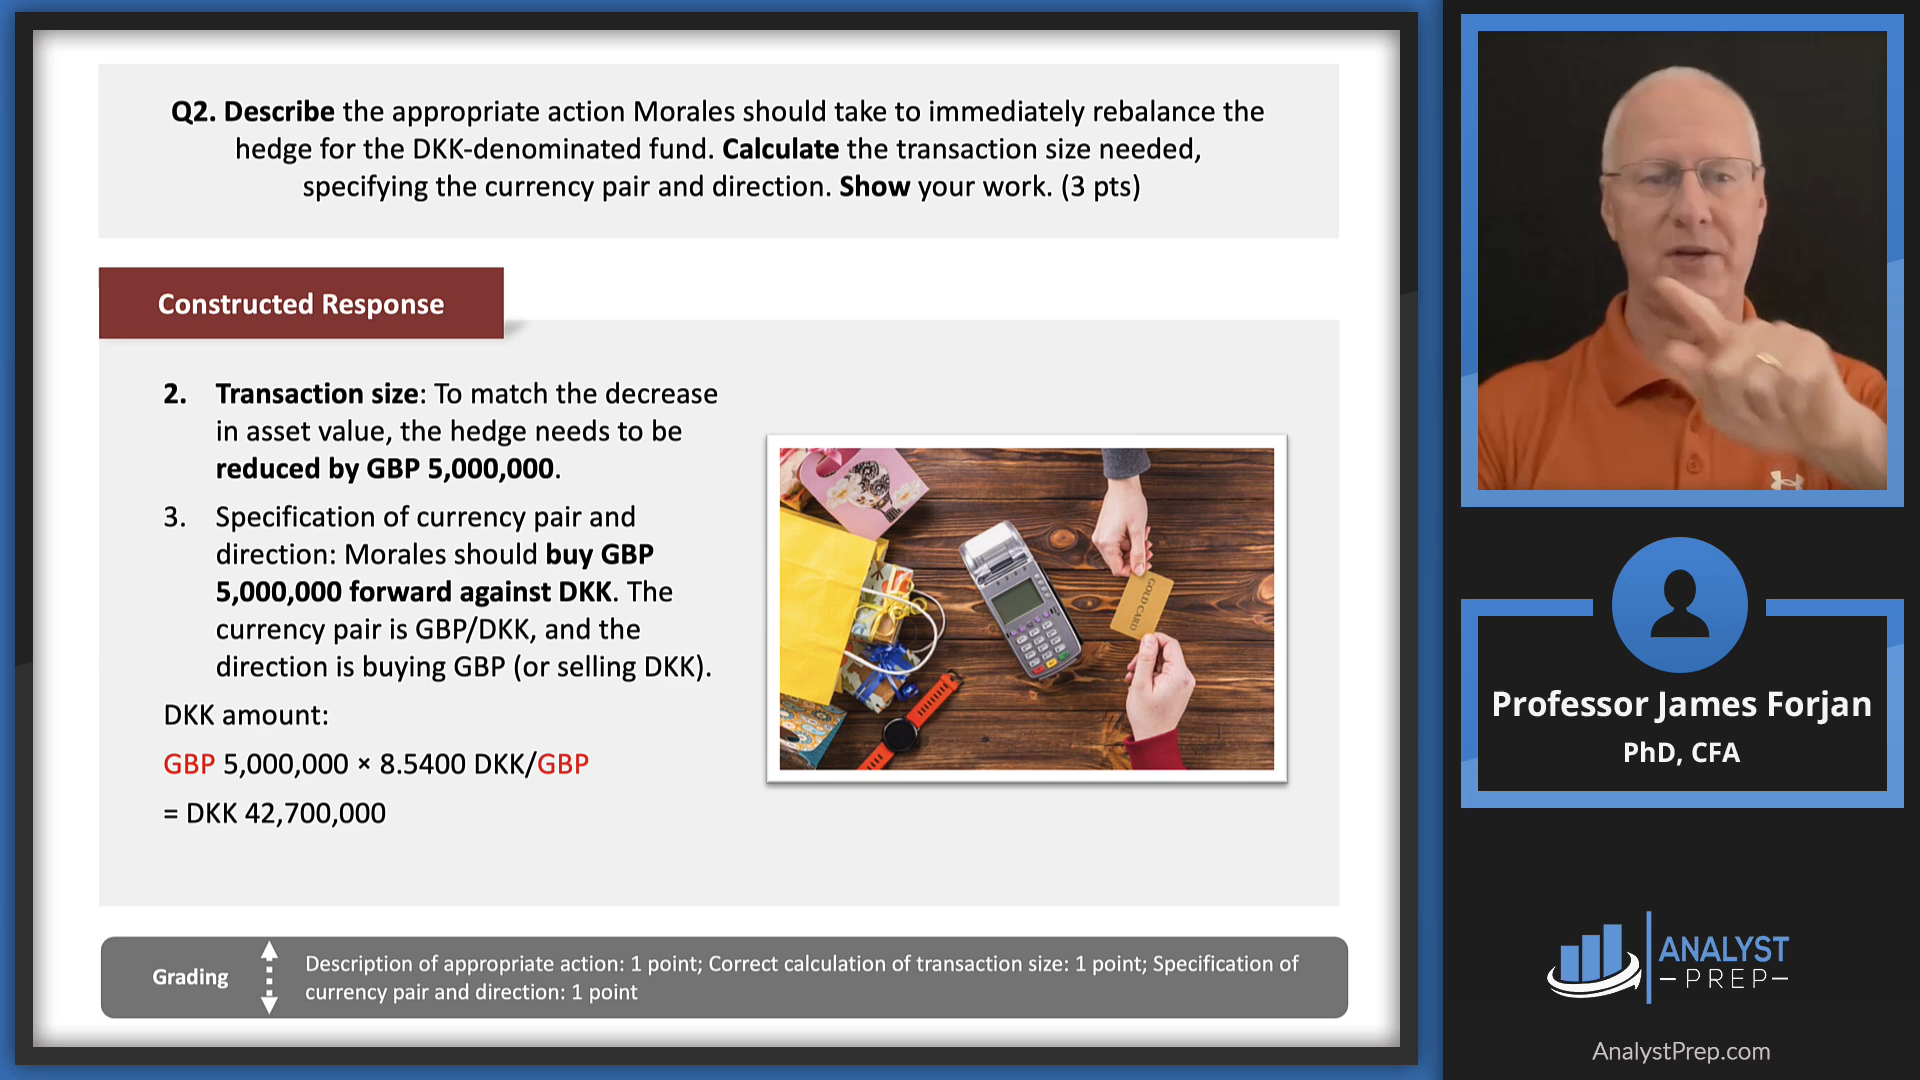 Q2. Describe the appropriate action Morales should take to immediately rebalance the
hedge for the DKK-denominated fund. Calculate the transaction size needed,
specifying the currency pair and direction. Show your work. (3 pts)
Constructed Response
2. Transaction size: To match the decrease
in asset value, the hedge needs to be
reduced by GBP 5,000,000.
3. Specification of currency pair and
direction: Morales should buy GBP
5,000,000 forward against DKK. The
currency pair is GBP/DKK, and the
direction is buying GBP (or selling DKK).
DKK amount:
GBP 5,000,000 × 8.5400 DKK/GBP
= DKK 42,700,000
GOLD CARD
Grading
Description of appropriate action: 1 point; Correct calculation of transaction size: 1 point; Specification of
currency pair and direction: 1 point
Professor James Forjan
PhD, CFA
ANALYST
PREP
AnalystPrep.com